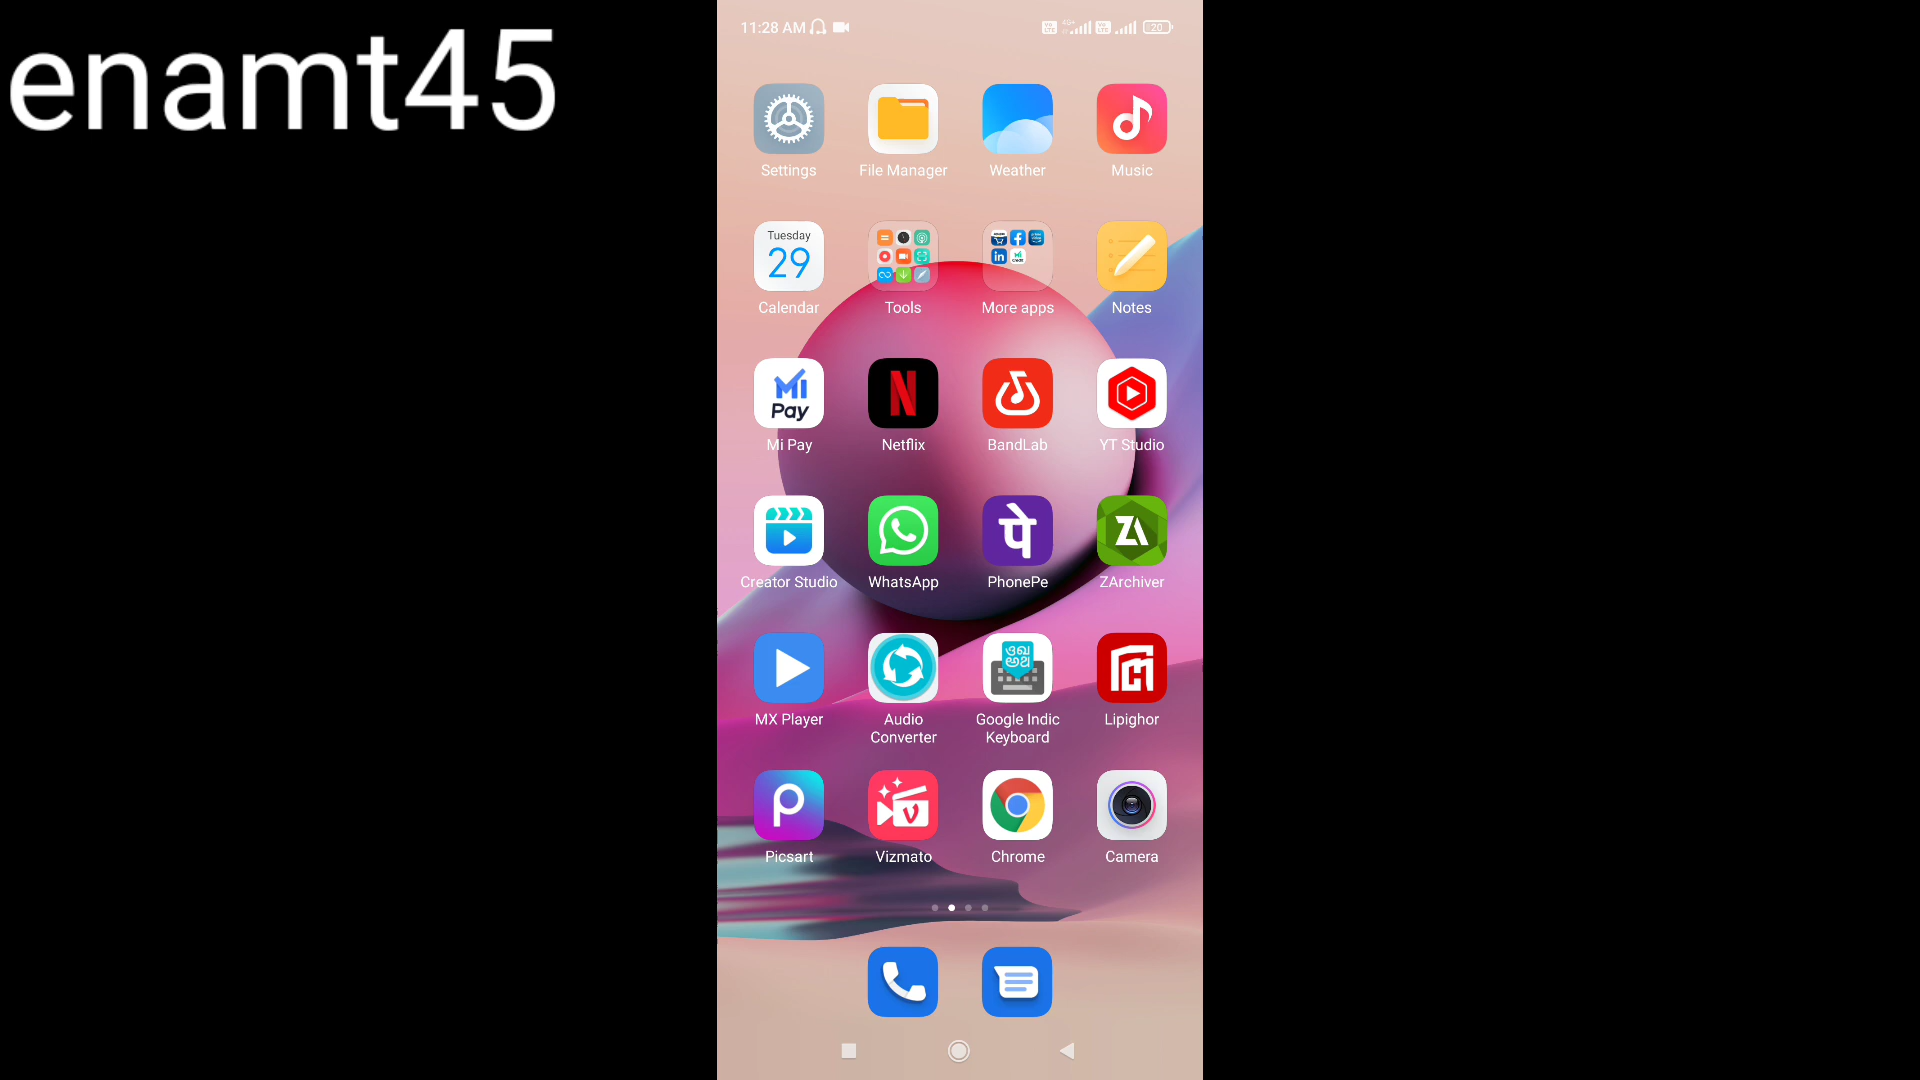 enamt45
11:28 AM
20
Settings
File Manager
Weather
Music
Tuesday
29
Calendar
Tools
More apps
Notes
Mi
Pay
Mi Pay
Netflix
BandLab
YT Studio
Creator Studio
WhatsApp
पे
PhonePe
ZA
ZArchiver
MX Player
Audio
Converter
Google Indic
Keyboard
Lipighor
Picsart
Vizmato
Chrome
Camera